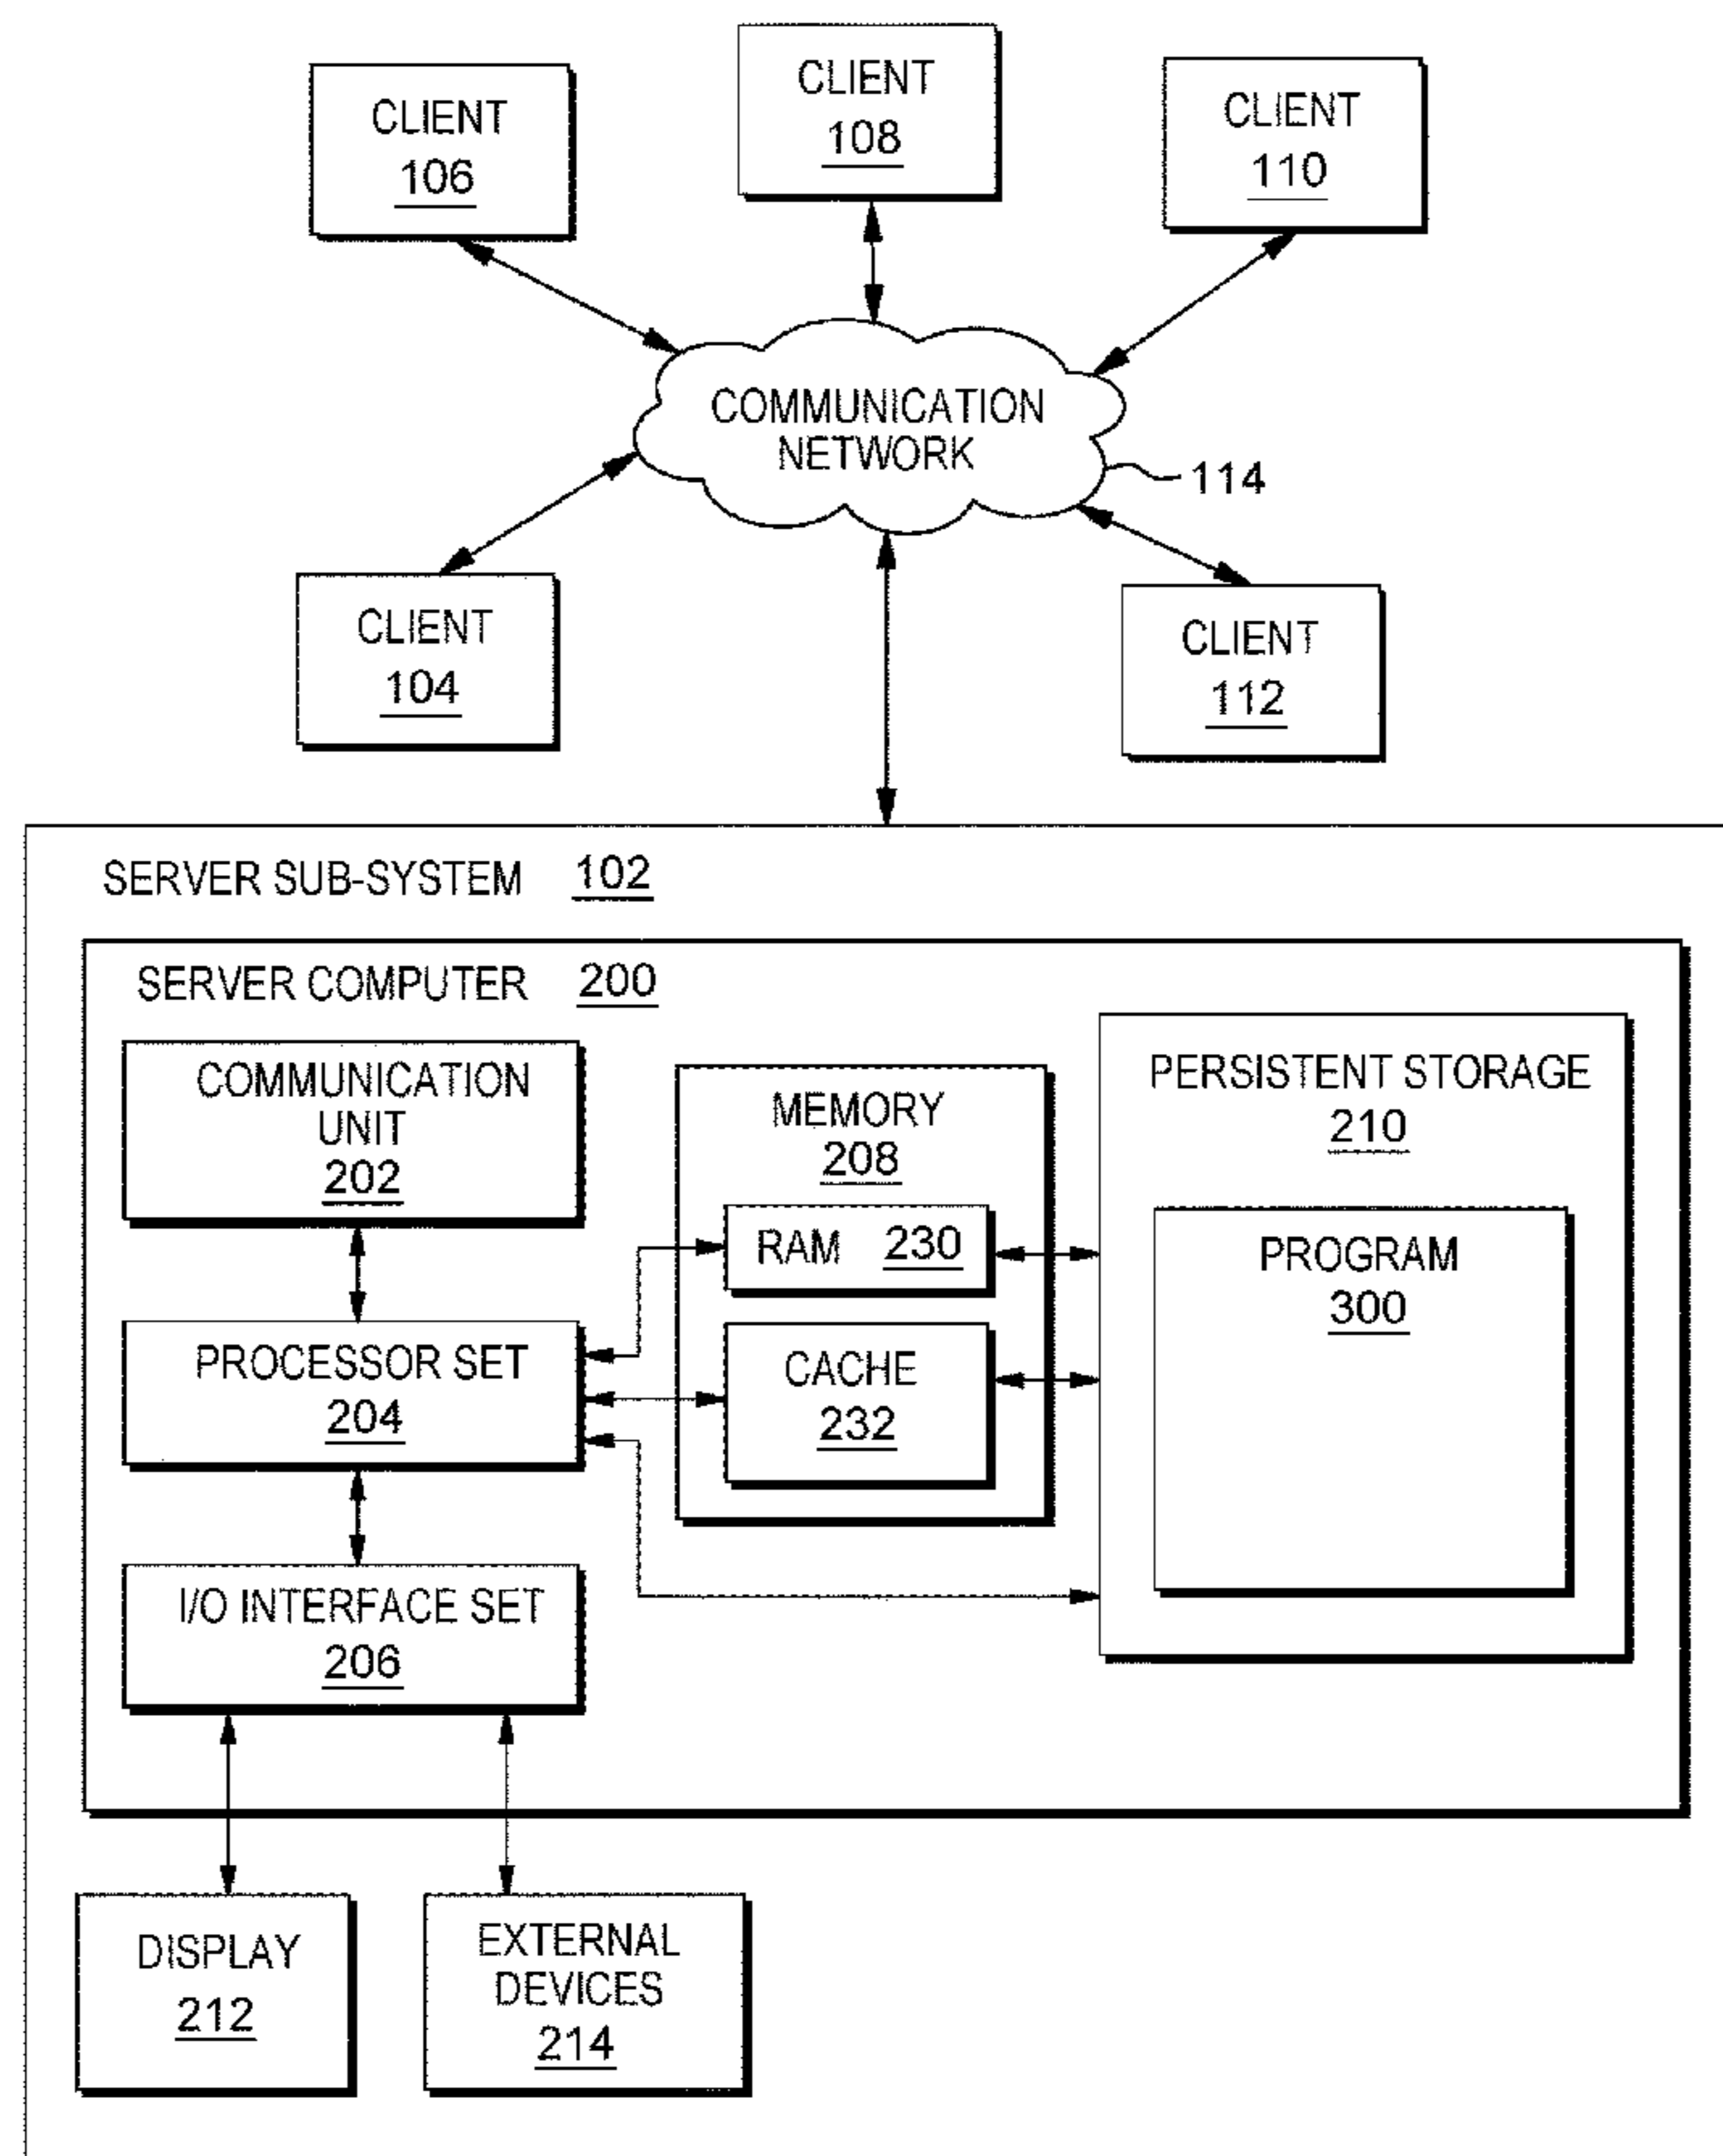 CLIENT
106
CLIENT
108
CLIENT
110
COMMUNICATION
NETWORK
114
CLIENT
104
CLIENT
112
SERVER SUB-SYSTEM 102
SERVER COMPUTER 200
COMMUNICATION
UNIT
202
PROCESSOR SET
204
I/O INTERFACE SET
206
MEMORY
208
RAM 230
CACHE
232
PERSISTENT STORAGE
210
PROGRAM
300
DISPLAY
212
EXTERNAL
DEVICES
214